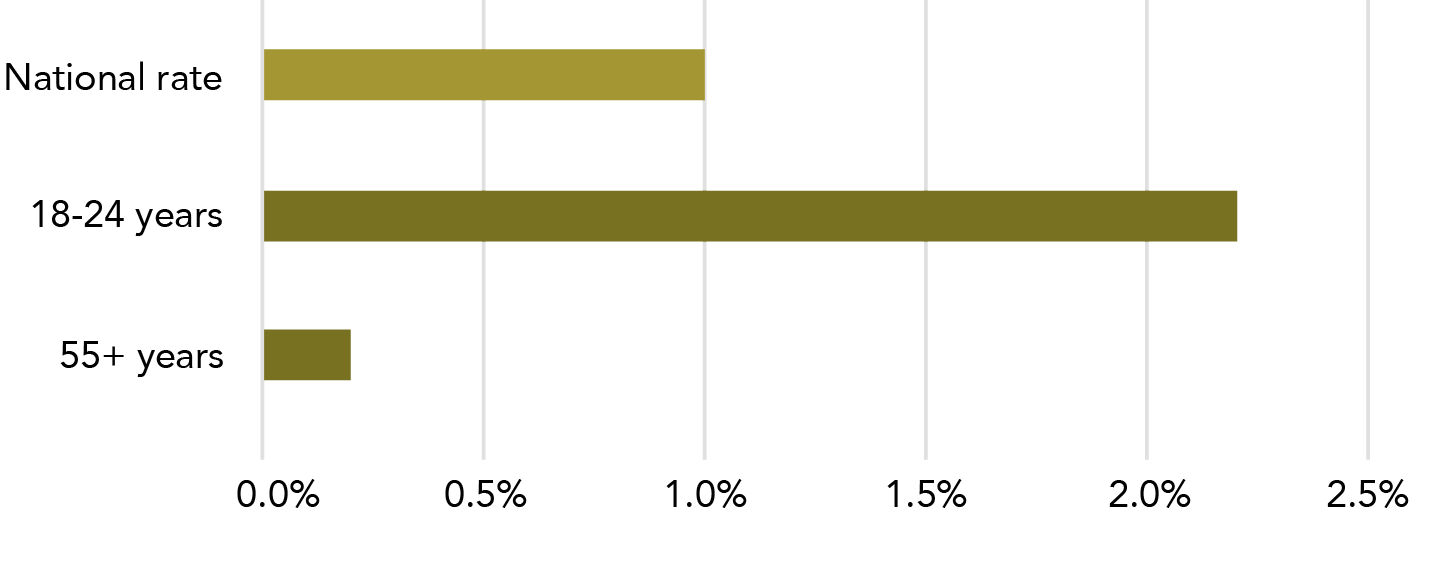 National rate
18-24 years
55+ years
0.0% 0.5% 1.0% 1.5% 2.0% 2.5%